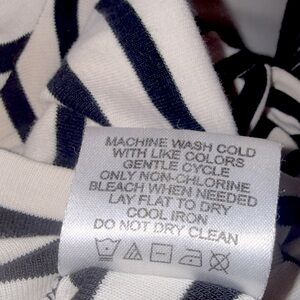 MACHINE WASH COLD
WITH LIKE COLORS
GENTLE CYCLE
ONLY NON-CHLORINE
BLEACH WHEN NEEDED
LAY FLAT TO DRY
COOL IRON
DO NOT DRY CLEAN